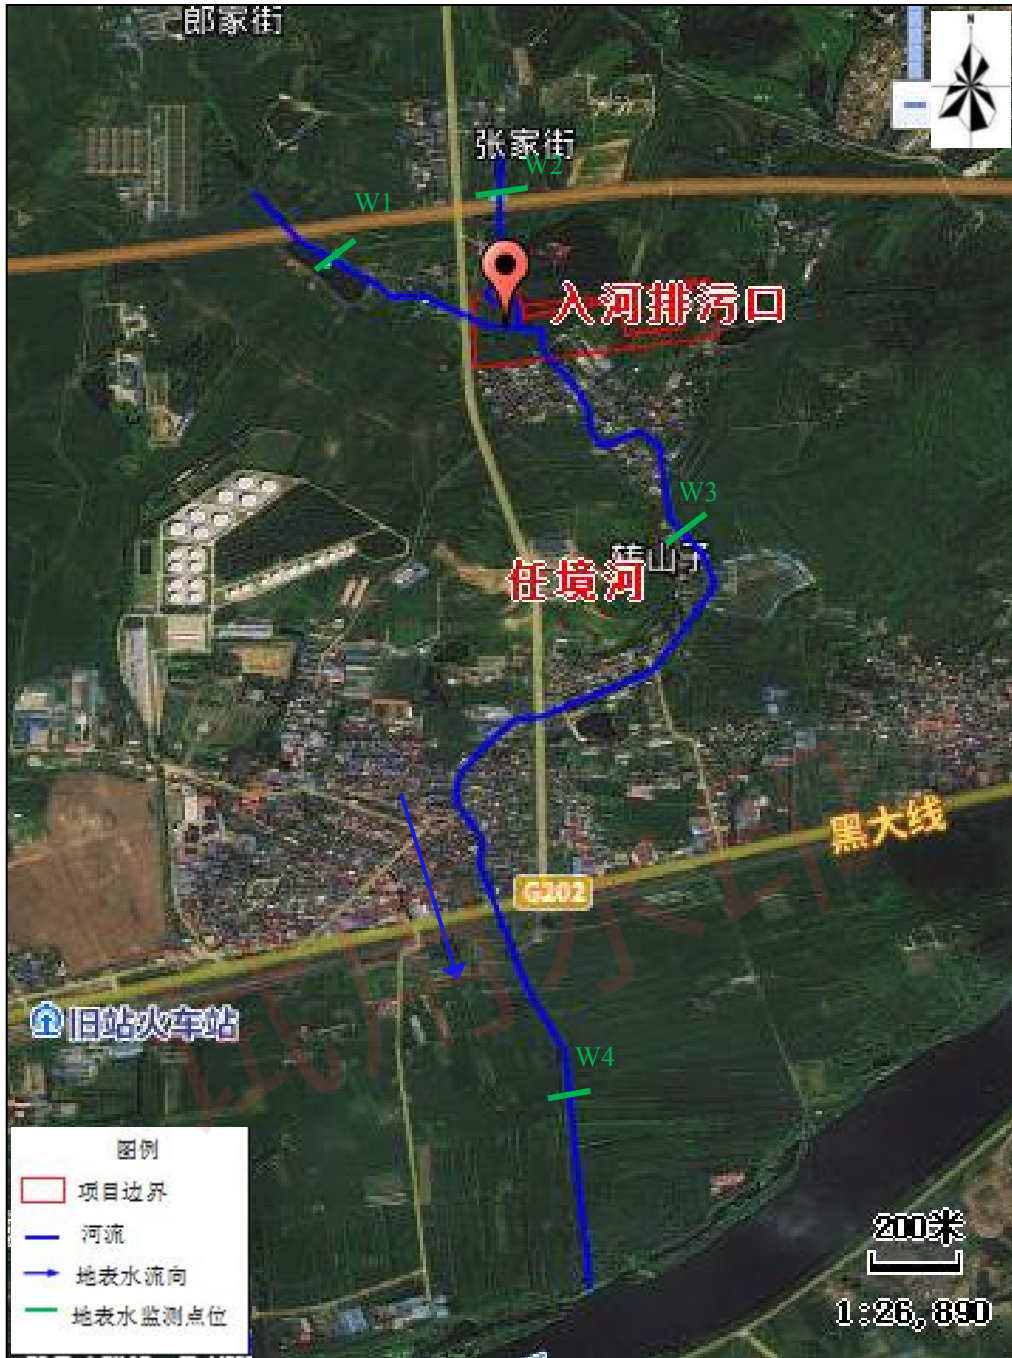 郎家街
N
张家街
W2
W1
入河排污口
W3
转山子
任境河
黑大线
G202
旧站火车站
W4
图例
项目边界
河流
地表水流向
地表水监测点位
200米
1:26,890